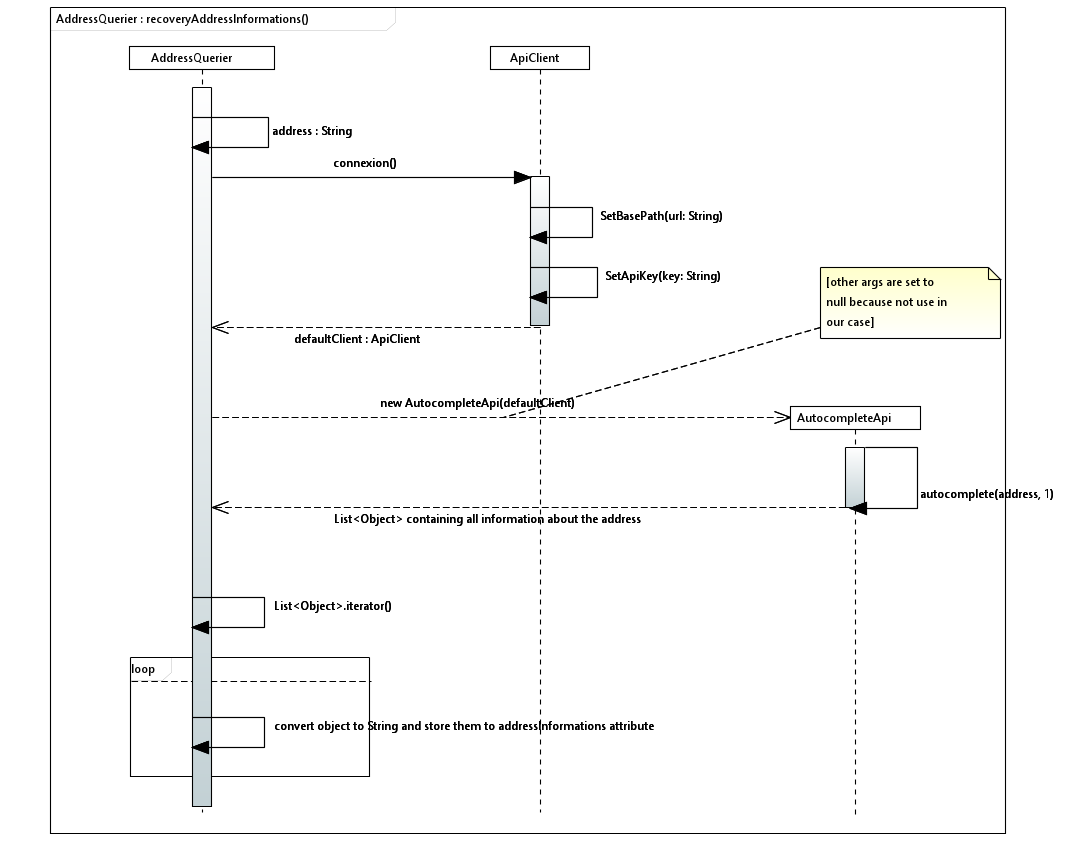 AddressQuerier : recoveryAddressInformations()
AddressQuerier
ApiClient
address : String
connexion()
SetBasePath(url: String)
SetApiKey(key: String)
[other args are set to
null because not use in
our case]
defaultClient : ApiClient
new AutocompleteApi(defaultClient)
AutocompleteApi
autocomplete(address, 1)
List<Object> containing all information about the address
List<Object>.iterator()
loop
convert object to String and store them to addressInformations attribute